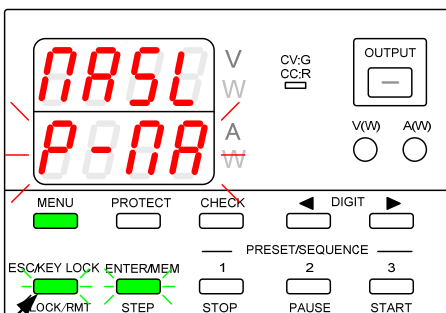 MASL V
W
CV:G
CC:R
OUTPUT
P-MA A
W
V(W) A(W)
MENU PROTECT CHECK ◀ DIGIT ▶
PRESET/SEQUENCE
ESC/KEY LOCK ENTER/MEM 1 2 3
LOCK/RMT STEP STOP PAUSE START